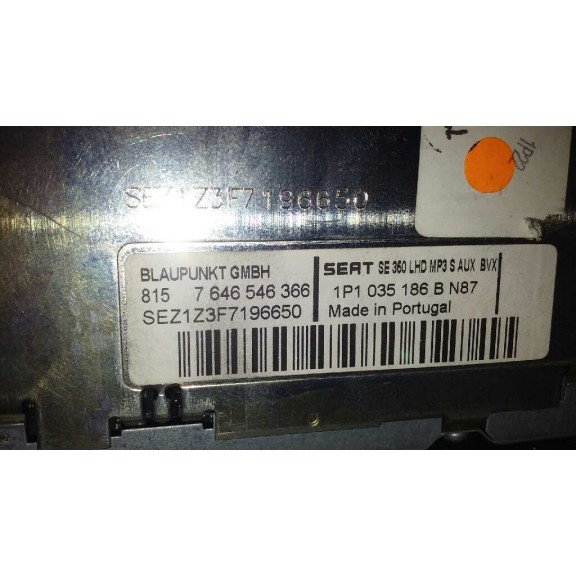 1P22
SEZ1Z3F7196650
BLAUPUNKT GMBH
815 7 646 546 366
SEZ1Z3F7196650
SEAT SE 360 LHD MP3 S AUX BVX
1P1 035 186 B N87
Made in Portugal